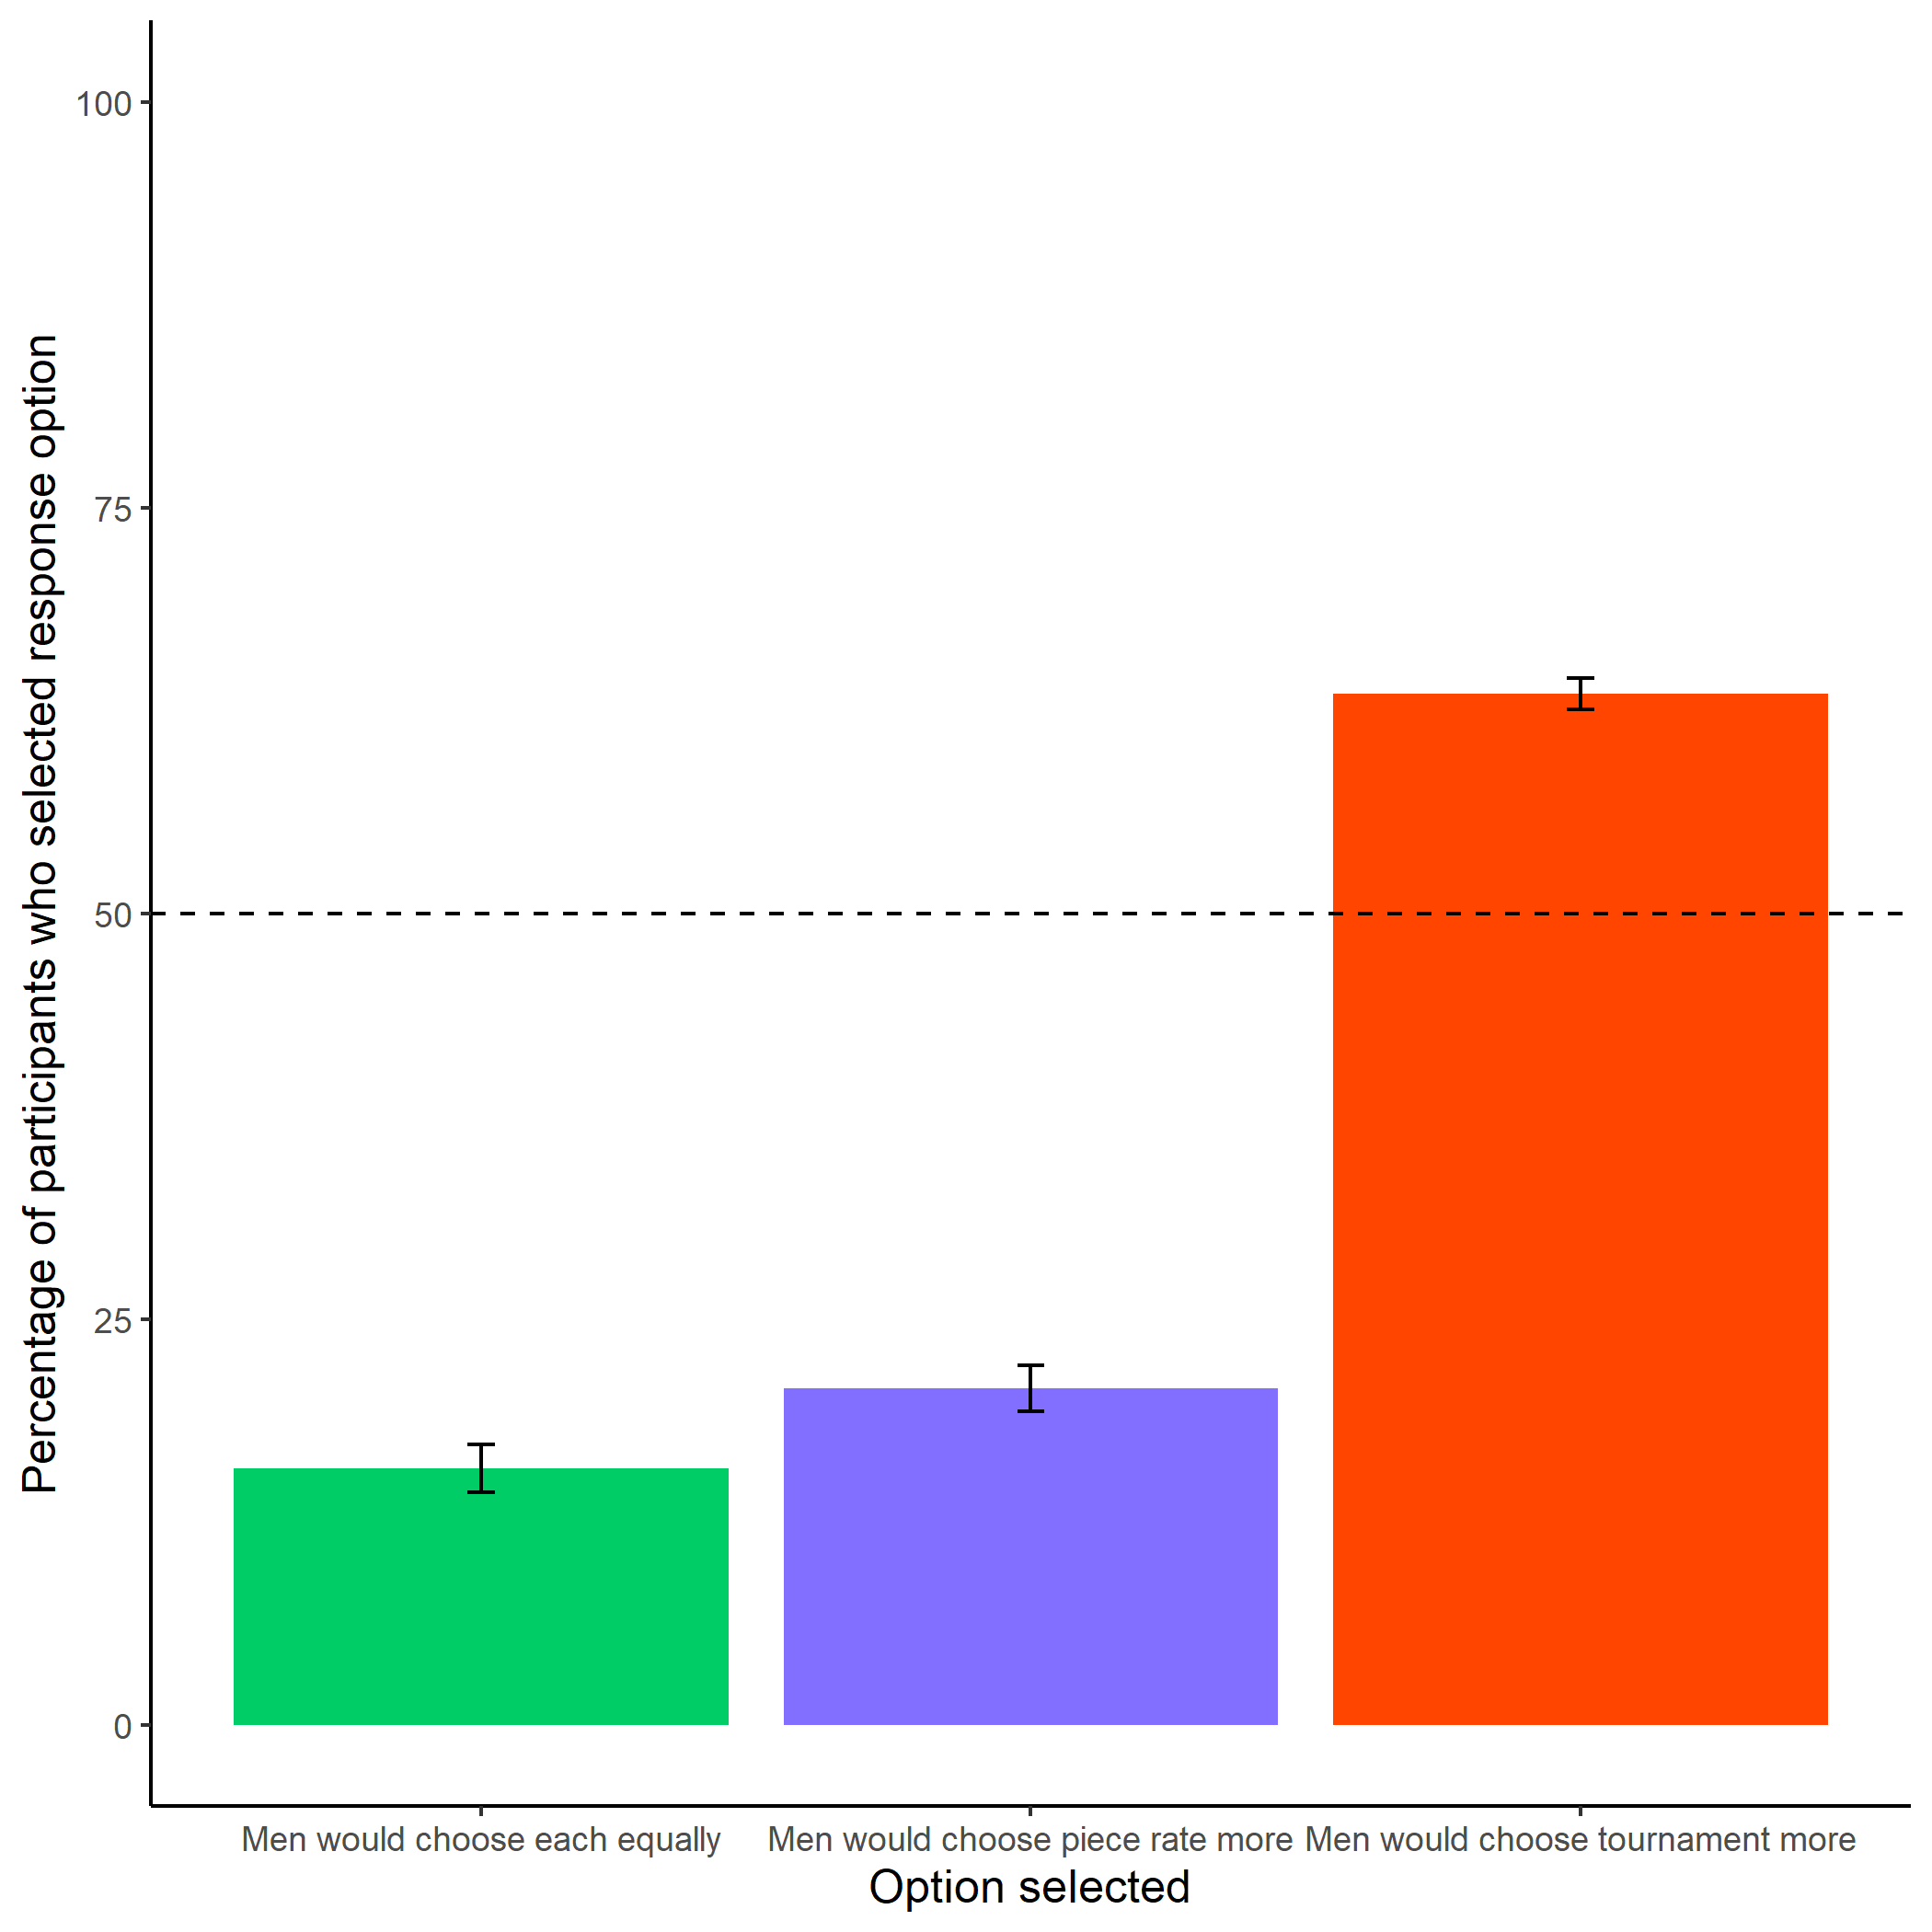 Percentage of participants who selected response option
100
75
50
25
0
Men would choose each equally
Men would choose piece rate more
Men would choose tournament more
Option selected